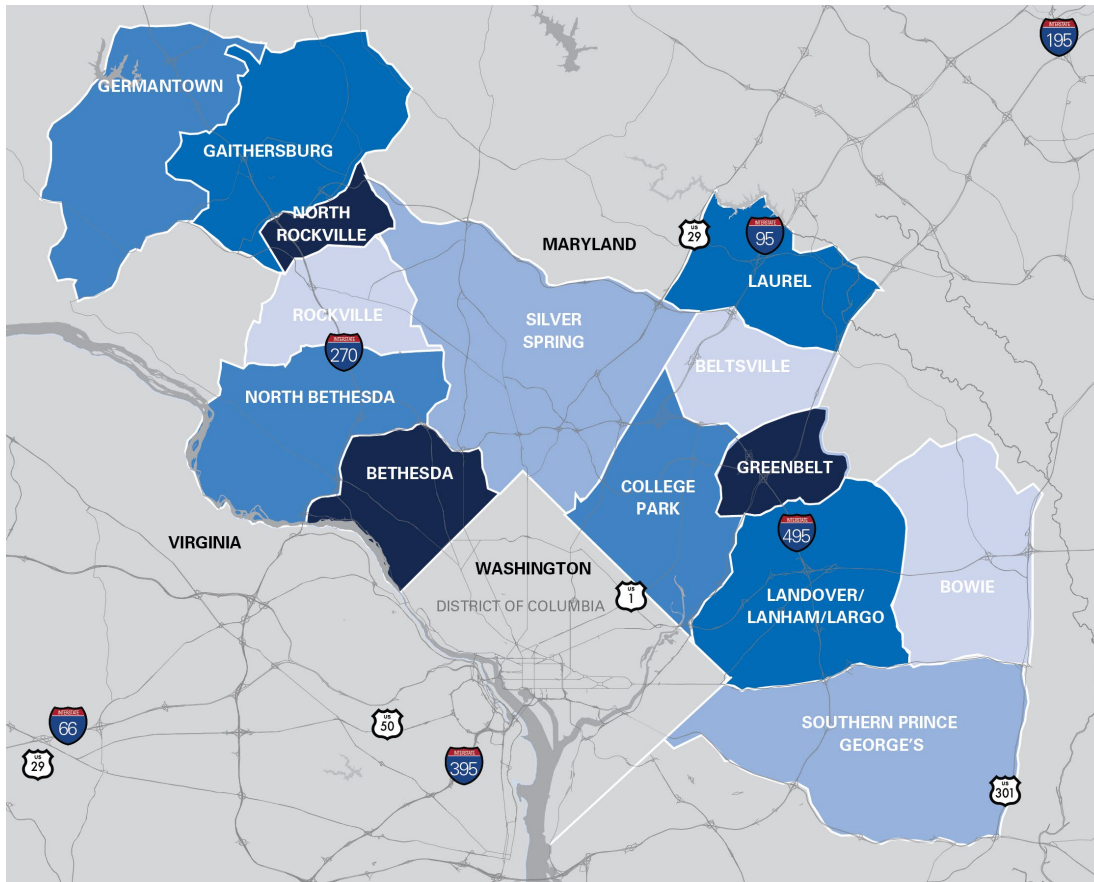 INTERSTATE
195
GERMANTOWN
GAITHERSBURG
NORTH
ROCKVILLE
MARYLAND
US
29
INTERSTATE
95
LAUREL
ROCKVILLE
SILVER
SPRING
INTERSTATE
270
BELTSVILLE
NORTH BETHESDA
BETHESDA
GREENBELT
COLLEGE
PARK
INTERSTATE
495
VIRGINIA
WASHINGTON
DISTRICT OF COLUMBIA
US
1
LANDOVER/
LANHAM/LARGO
BOWIE
INTERSTATE
66
US
50
SOUTHERN PRINCE
GEORGE'S
US
29
INTERSTATE
395
US
301